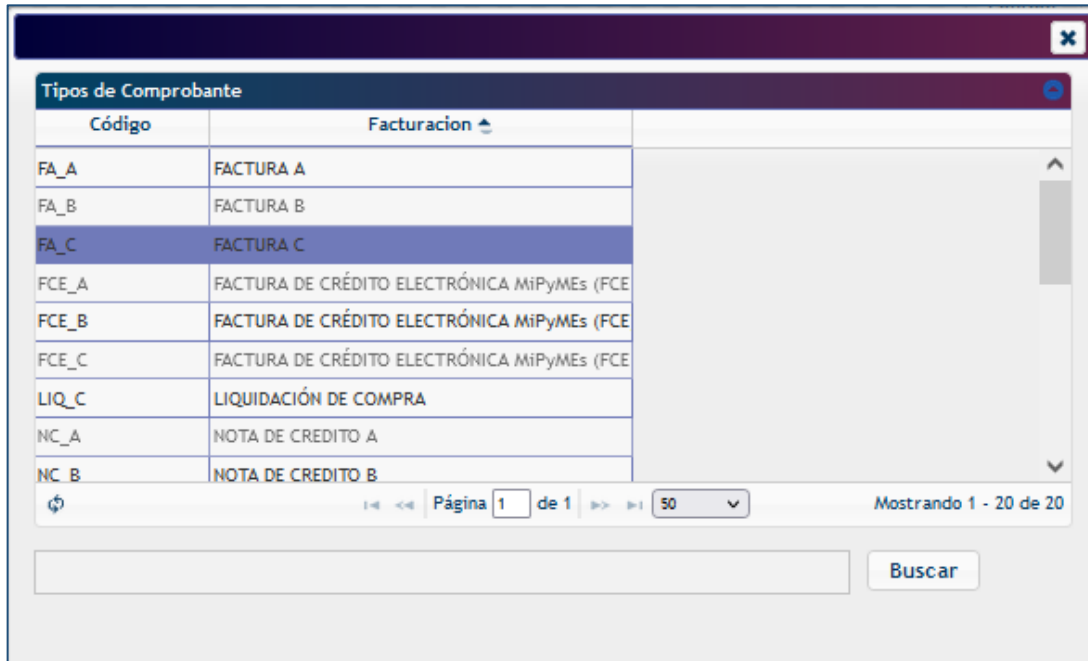 Tipos de Comprobante
Código Facturacion
FA_A FACTURA A
FA_B FACTURA B
FA_C FACTURA C
FCE_A FACTURA DE CRÉDITO ELECTRÓNICA MiPyMEs (FCE
FCE_B FACTURA DE CRÉDITO ELECTRÓNICA MiPyMEs (FCE
FCE_C FACTURA DE CRÉDITO ELECTRÓNICA MiPyMEs (FCE
LIQ_C LIQUIDACIÓN DE COMPRA
NC_A NOTA DE CREDITO A
NC_B NOTA DE CREDITO B
Página 1 de 1 50 Mostrando 1 - 20 de 20
Buscar